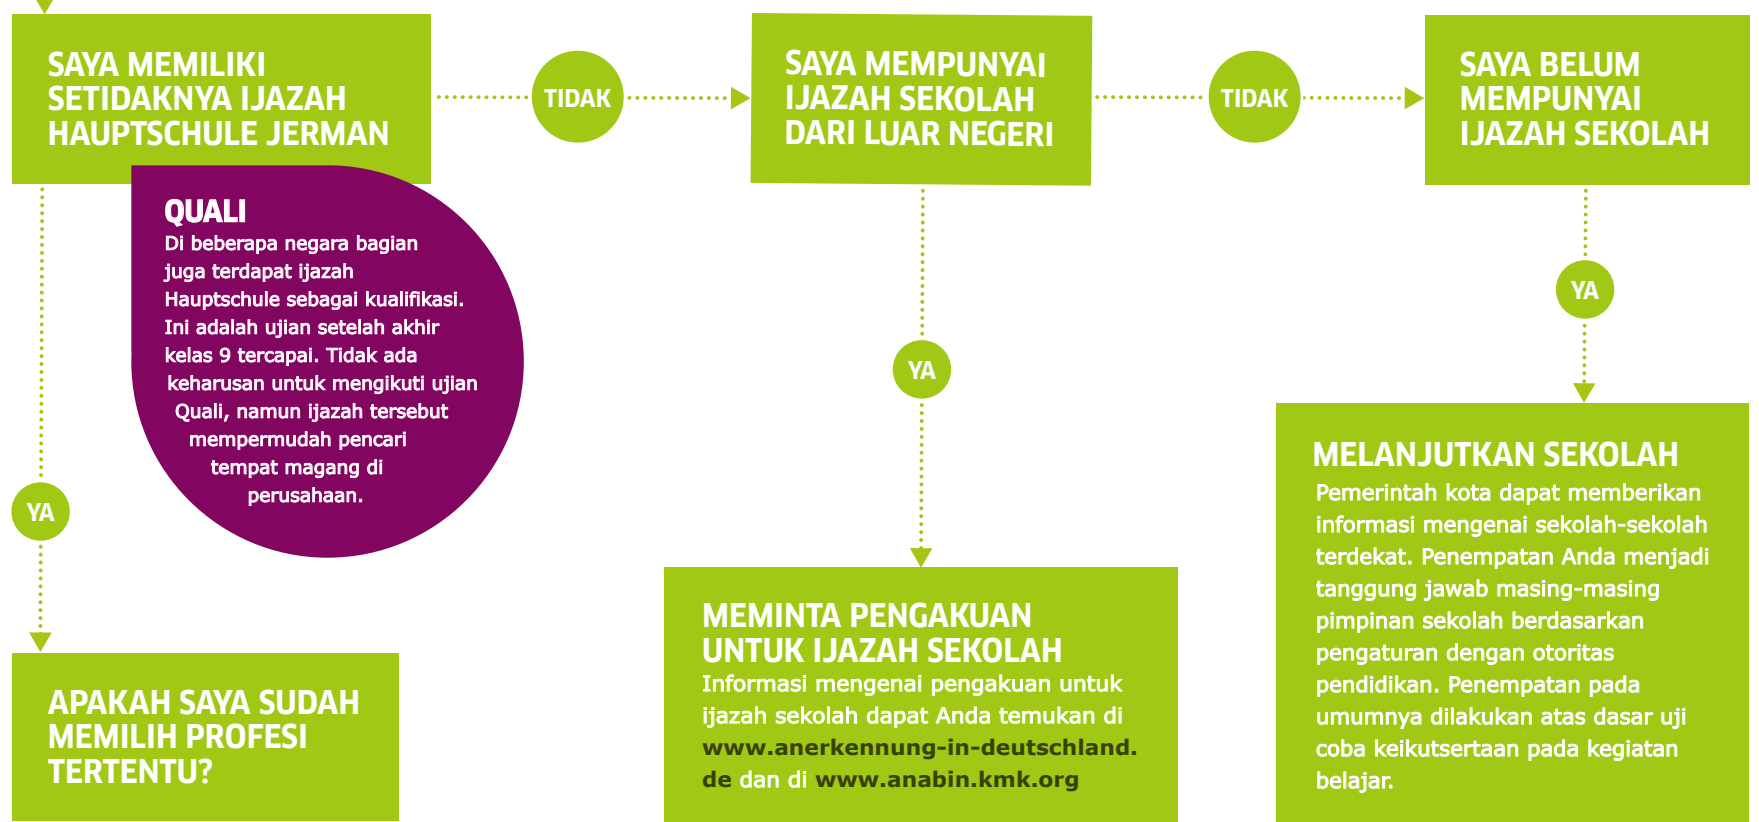 SAYA MEMILIKI
SETIDAKNYA IJAZAH
HAUPTSCHULE JERMAN
TIDAK
SAYA MEMPUNYAI
IJAZAH SEKOLAH
DARI LUAR NEGERI
TIDAK
SAYA BELUM
MEMPUNYAI
IJAZAH SEKOLAH
QUALI
Di beberapa negara bagian
juga terdapat ijazah
Hauptschule sebagai kualifikasi.
Ini adalah ujian setelah akhir
kelas 9 tercapai. Tidak ada
keharusan untuk mengikuti ujian
Quali, namun ijazah tersebut
mempermudah pencari
tempat magang di
perusahaan.
YA
YA
YA
APAKAH SAYA SUDAH
MEMILIH PROFESI
TERTENTU?
MEMINTA PENGAKUAN
UNTUK IJAZAH SEKOLAH
Informasi mengenai pengakuan untuk
ijazah sekolah dapat Anda temukan di
www.anerkennung-in-deutschland.
de dan di www.anabin.kmk.org
MELANJUTKAN SEKOLAH
Pemerintah kota dapat memberikan
informasi mengenai sekolah-sekolah
terdekat. Penempatan Anda menjadi
tanggung jawab masing-masing
pimpinan sekolah berdasarkan
pengaturan dengan otoritas
pendidikan. Penempatan pada
umumnya dilakukan atas dasar uji
coba keikutsertaan pada kegiatan
belajar.